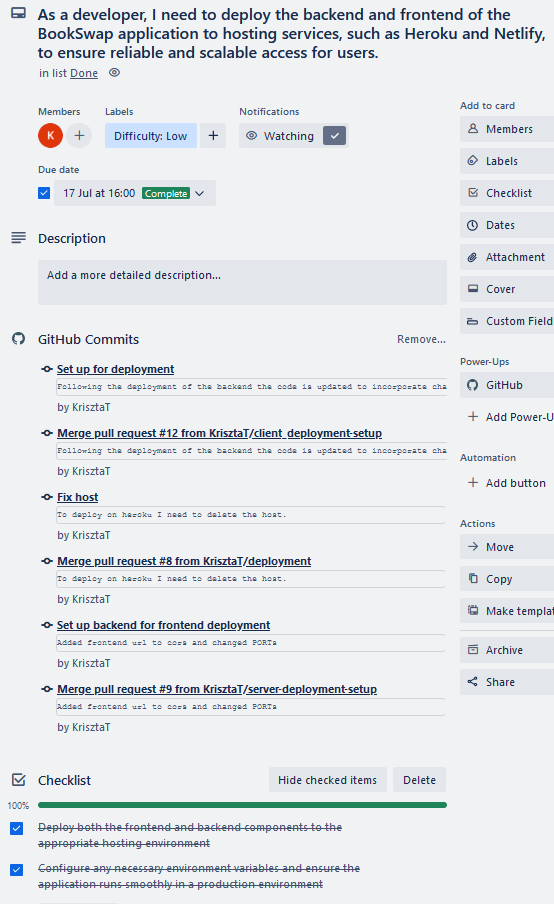 As a developer, I need to deploy the backend and frontend of the
BookSwap application to hosting services, such as Heroku and Netlify,
to ensure reliable and scalable access for users.
in list Done
Members
Labels
Notifications
K
Difficulty: Low
Watching
Due date
17 Jul at 16:00 Complete
Description
Add a more detailed description...
GitHub Commits
Remove...
Set up for deployment
Following the deployment of the backend the code is updated to incorporate cha
by KrisztaT
Merge pull request #12 from KrisztaT/client_deployment-setup
Following the deployment of the backend the code is updated to incorporate cha
by KrisztaT
Fix host
To deploy on heroku I need to delete the host.
by KrisztaT
Merge pull request #8 from KrisztaT/deployment
To deploy on heroku I need to delete the host.
by KrisztaT
Set up backend for frontend deployment
Added frontend url to cors and changed PORTs
by KrisztaT
Merge pull request #9 from KrisztaT/server-deployment-setup
Added frontend url to cors and changed PORTs
by KrisztaT
Checklist
Hide checked items
Delete
100%
Deploy both the frontend and backend components to the
appropriate hosting environment
Configure any necessary environment variables and ensure the
application runs smoothly in a production environment
Add to card
Members
Labels
Checklist
Dates
Attachment
Cover
Custom Field
Power-Ups
GitHub
Add Power-U
Automation
Add button
Actions
Move
Copy
Make templat
Archive
Share